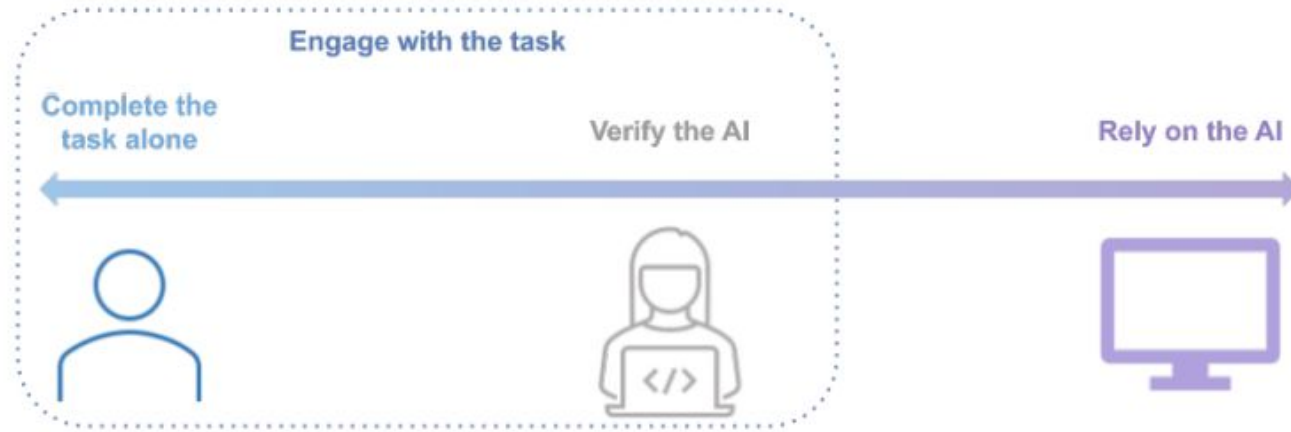 Engage with the task
Complete the
task alone
Verify the AI
Rely on the AI
</>